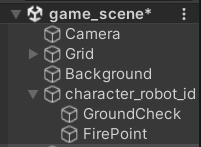 game_scene*
Camera
Grid
Background
character_robot_id
GroundCheck
FirePoint